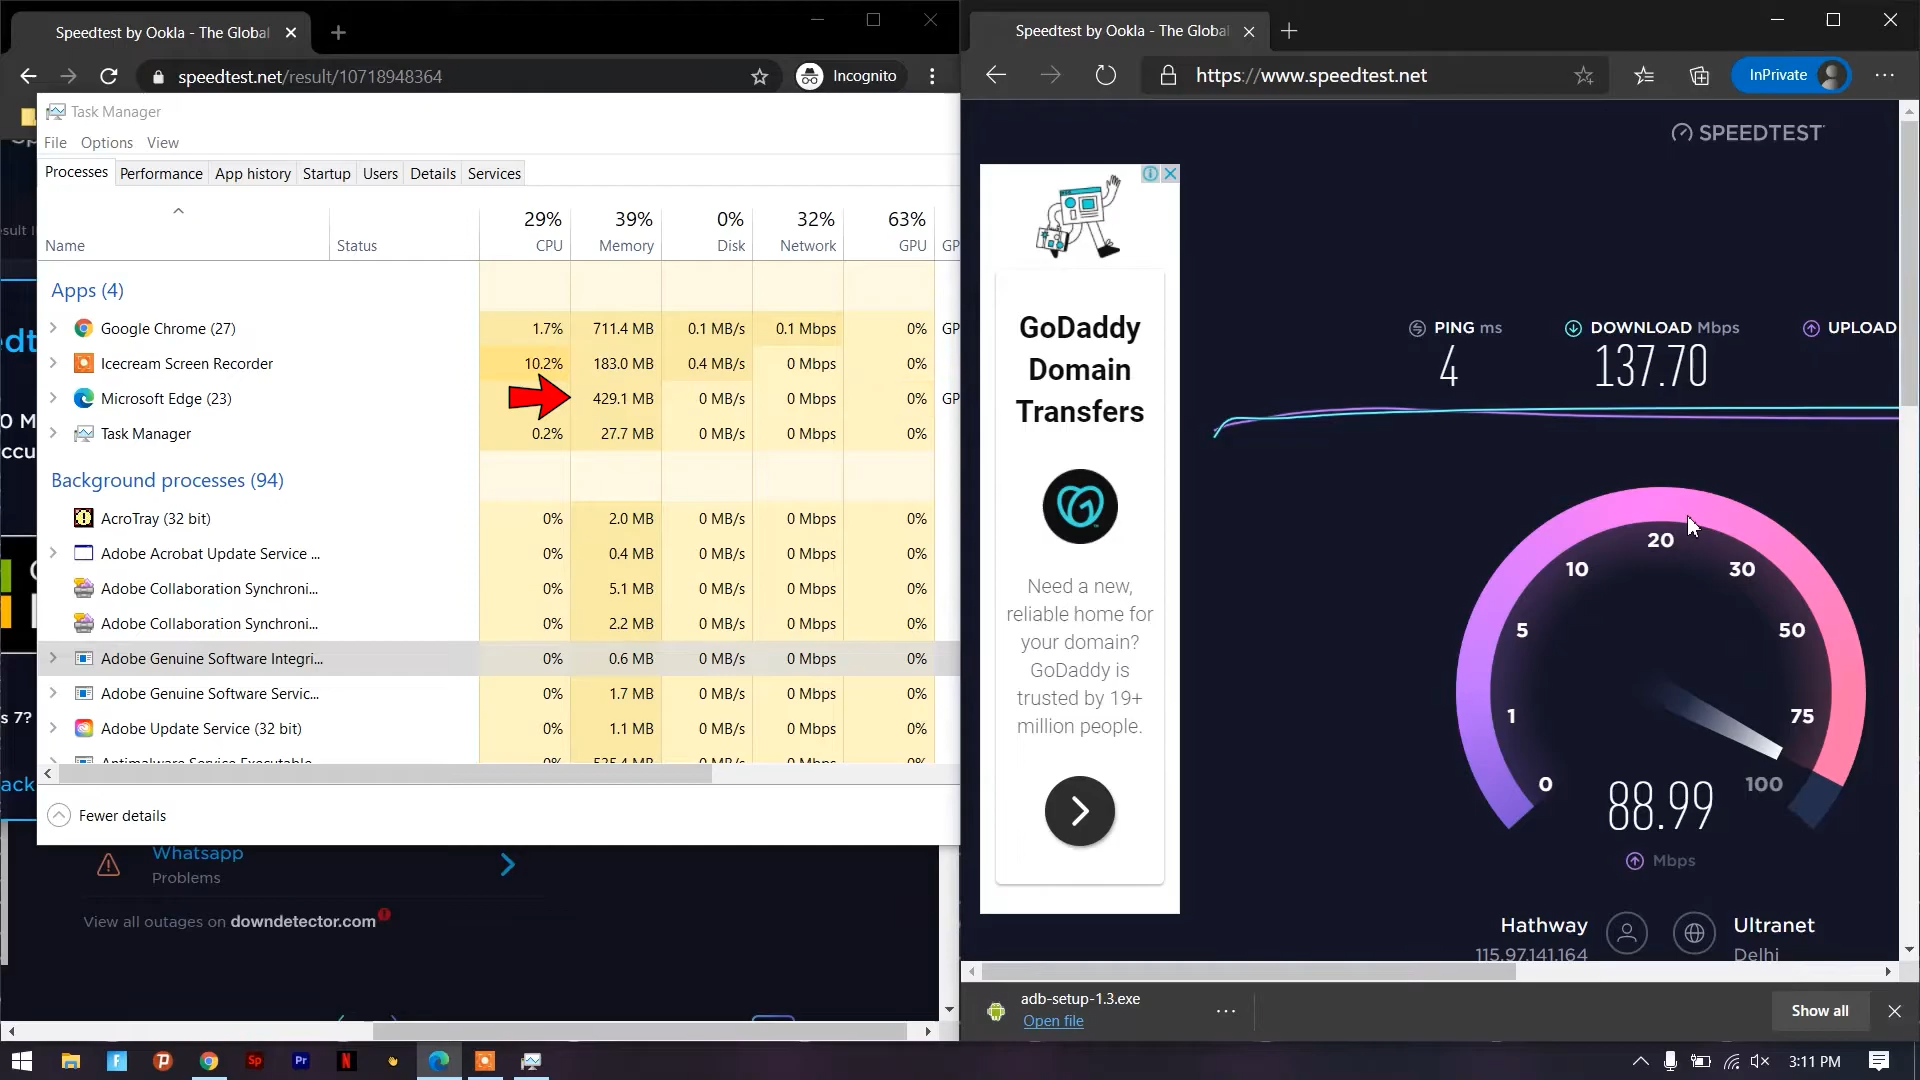 Speedtest by Ookla - The Global
speedtest.net/result/10718948364
Incognito
Task Manager
File Options View
Processes Performance App history Startup Users Details Services
29% 39% 0% 32% 63%
Name Status CPU Memory Disk Network GPU GP
Apps (4)
Google Chrome (27) 1.7% 711.4 MB 0.1 MB/s 0.1 Mbps 0% GP
Icecream Screen Recorder 10.2% 183.0 MB 0.4 MB/s 0 Mbps 0%
Microsoft Edge (23) 429.1 MB 0 MB/s 0 Mbps 0% GP
Task Manager 0.2% 27.7 MB 0 MB/s 0 Mbps 0%
Background processes (94)
AcroTray (32 bit) 0% 2.0 MB 0 MB/s 0 Mbps 0%
Adobe Acrobat Update Service ... 0% 0.4 MB 0 MB/s 0 Mbps 0%
Adobe Collaboration Synchroni... 0% 5.1 MB 0 MB/s 0 Mbps 0%
Adobe Collaboration Synchroni... 0% 2.2 MB 0 MB/s 0 Mbps 0%
Adobe Genuine Software Integri... 0% 0.6 MB 0 MB/s 0 Mbps 0%
Adobe Genuine Software Servic... 0% 1.7 MB 0 MB/s 0 Mbps 0%
Adobe Update Service (32 bit) 0% 1.1 MB 0 MB/s 0 Mbps 0%
Fewer details
Whatsapp
Problems
View all outages on downdetector.com
Speedtest by Ookla - The Global
https://www.speedtest.net
InPrivate
SPEEDTEST
GoDaddy
Domain
Transfers
Need a new,
reliable home for
your domain?
GoDaddy is
trusted by 19+
million people.
PING ms DOWNLOAD Mbps UPLOAD
4 137.70
0
1
5
10
20
30
50
75
100
88.99
Mbps
Hathway Ultranet
115.97.141.164 Delhi
adb-setup-1.3.exe
Open file
Show all
Sp Pr N
3:11 PM